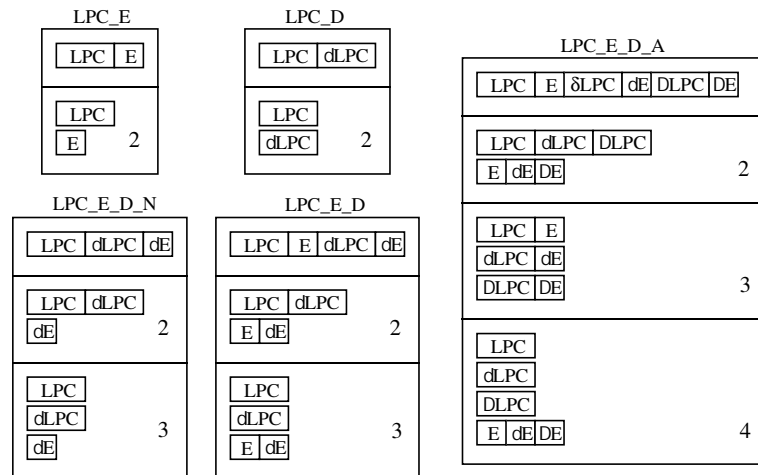 LPC_E
LPC E
LPC
E 2
LPC_D
LPC dLPC
LPC
dLPC 2
LPC_E_D_A
LPC E δLPC dE DLPC DE
LPC dLPC DLPC
E dE DE 2
LPC E
dLPC dE
DLPC DE 3
LPC
dLPC
DLPC
E dE DE 4
LPC_E_D_N
LPC dLPC dE
LPC dLPC
dE 2
LPC
dLPC
dE 3
LPC_E_D
LPC E dLPC dE
LPC dLPC
E dE 2
LPC
dLPC
E dE 3